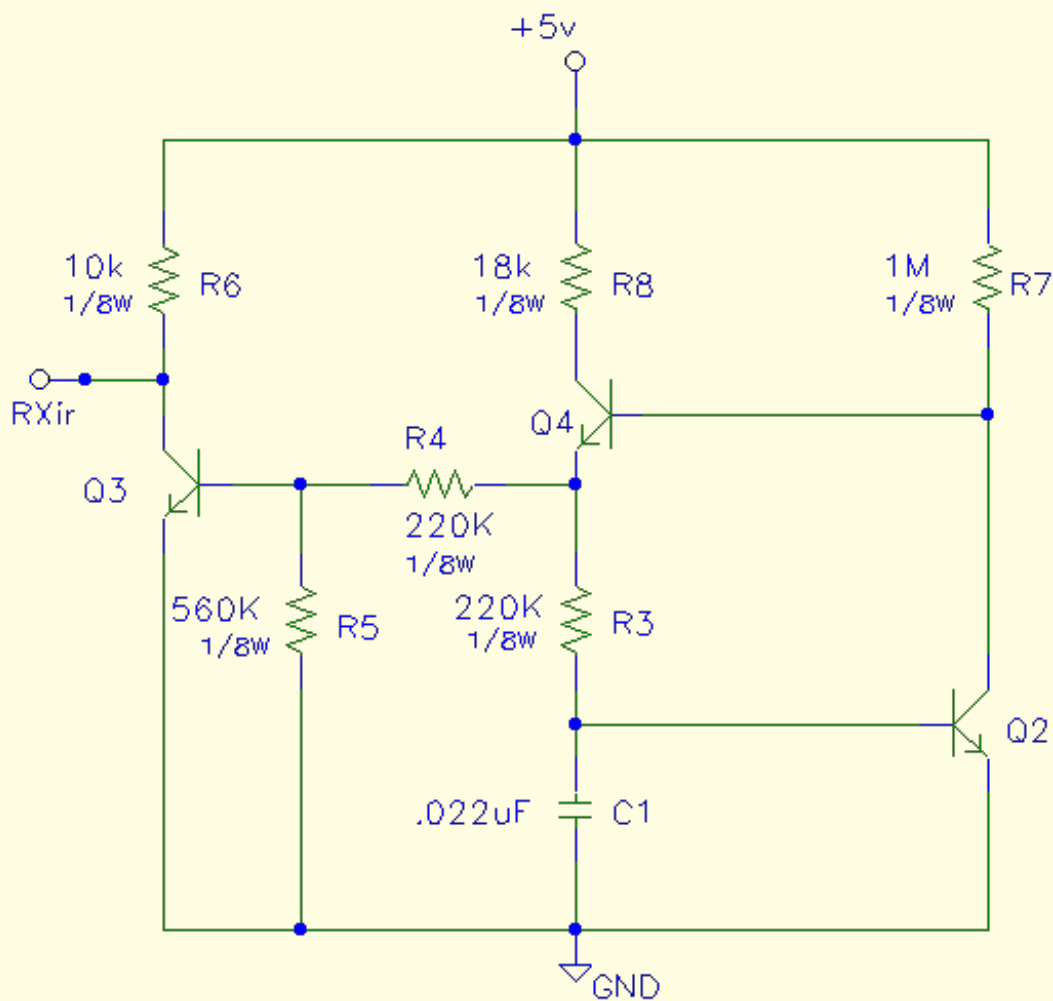 +5v
10k
1/8W
R6
18k
1/8W
R8
1M
1/8W
R7
RXir
Q4
R4
Q3
220K
1/8W
560K
1/8W
R5
220K
1/8W
R3
Q2
.022uF
C1
GND